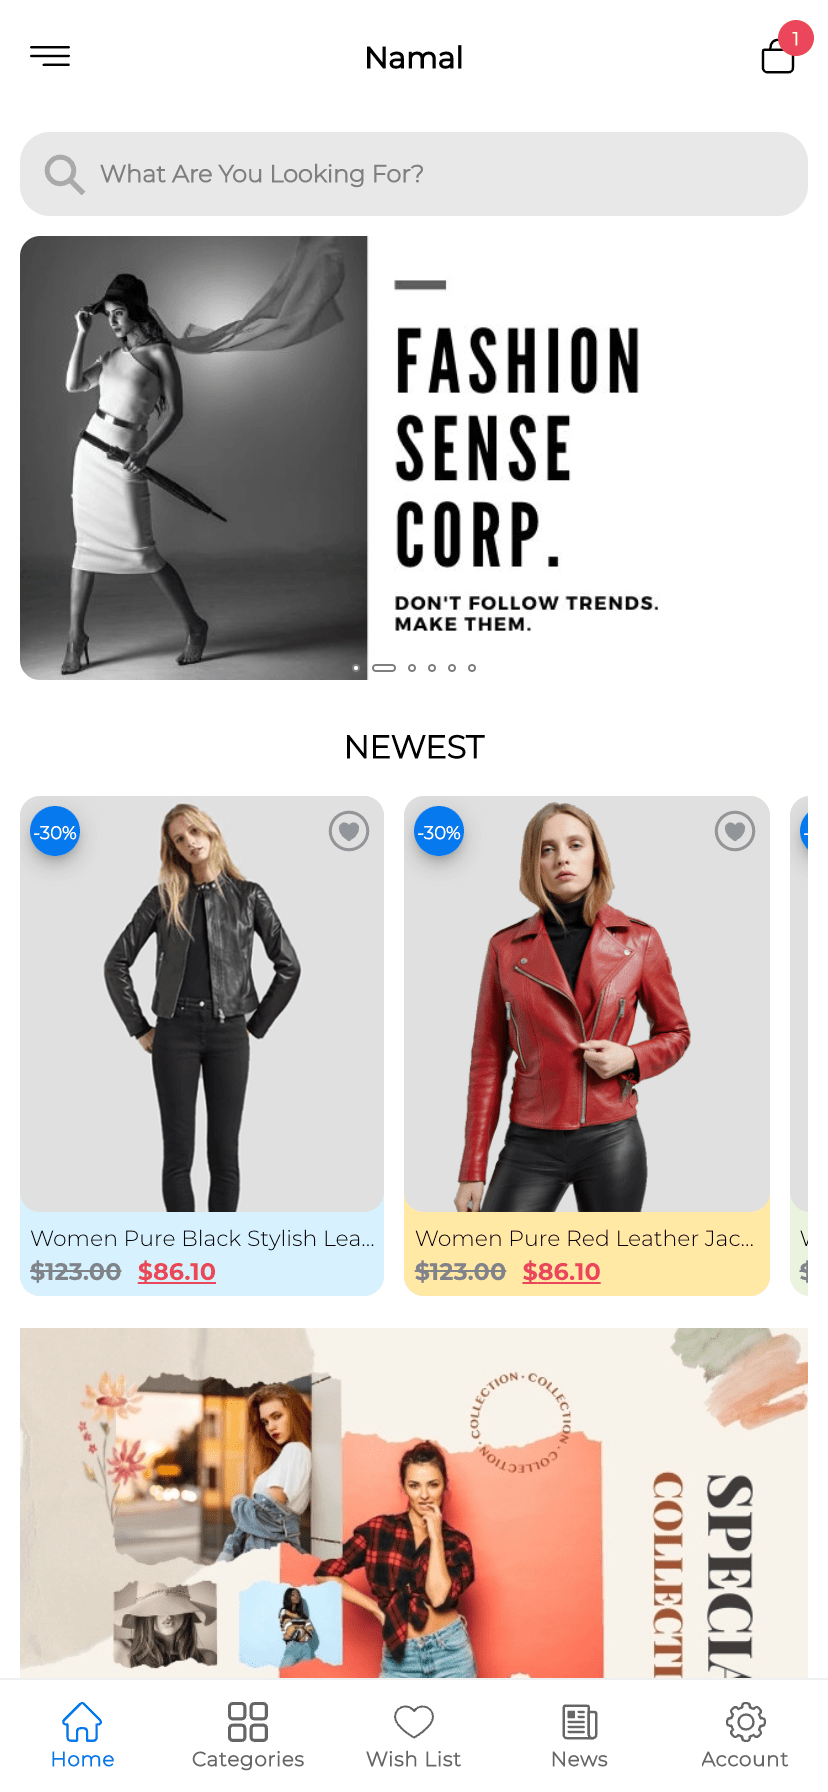 Namal
1
What Are You Looking For?
FASHION
SENSE
CORP.
DON'T FOLLOW TRENDS.
MAKE THEM.
NEWEST
-30%
-30%
Women Pure Black Stylish Lea...
Women Pure Red Leather Jac...
$123.00 $86.10
$123.00 $86.10
COLLECTION · COLLECTION · COLLECTION ·
SPECIA
COLLECTI
Home
Categories
Wish List
News
Account